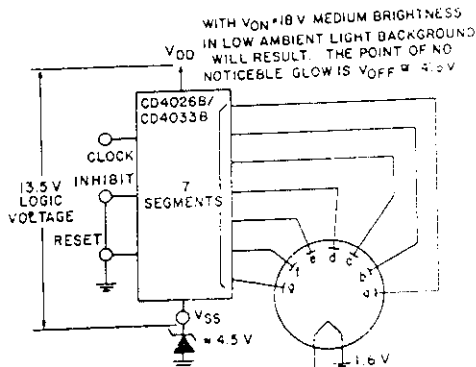 WITH VON ≈ 18 V MEDIUM BRIGHTNESS
IN LOW AMBIENT LIGHT BACKGROUND
WILL RESULT. THE POINT OF NO
NOTICEBLE GLOW IS VOFF ≈ 4.5 V
VDD
CD4026B/
CD4033B
CLOCK
INHIBIT
13.5 V
LOGIC
VOLTAGE
7
SEGMENTS
RESET
VSS
≈ 4.5 V
a
b
c
d
e
f
g
1.6 V